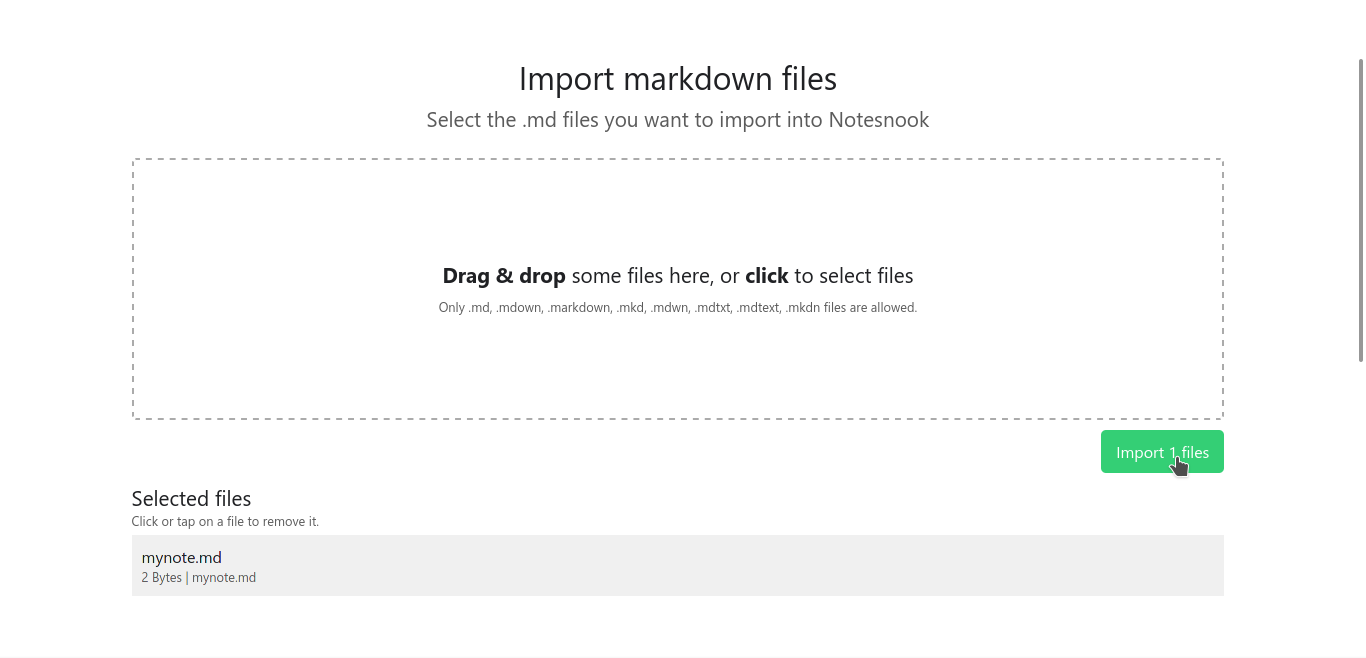 Import markdown files
Select the .md files you want to import into Notesnook
Drag & drop some files here, or click to select files
Only .md, .mdown, .markdown, .mkd, .mdwn, .mdtxt, .mdtext, .mkdn files are allowed.
Import 1 files
Selected files
Click or tap on a file to remove it.
mynote.md
2 Bytes | mynote.md